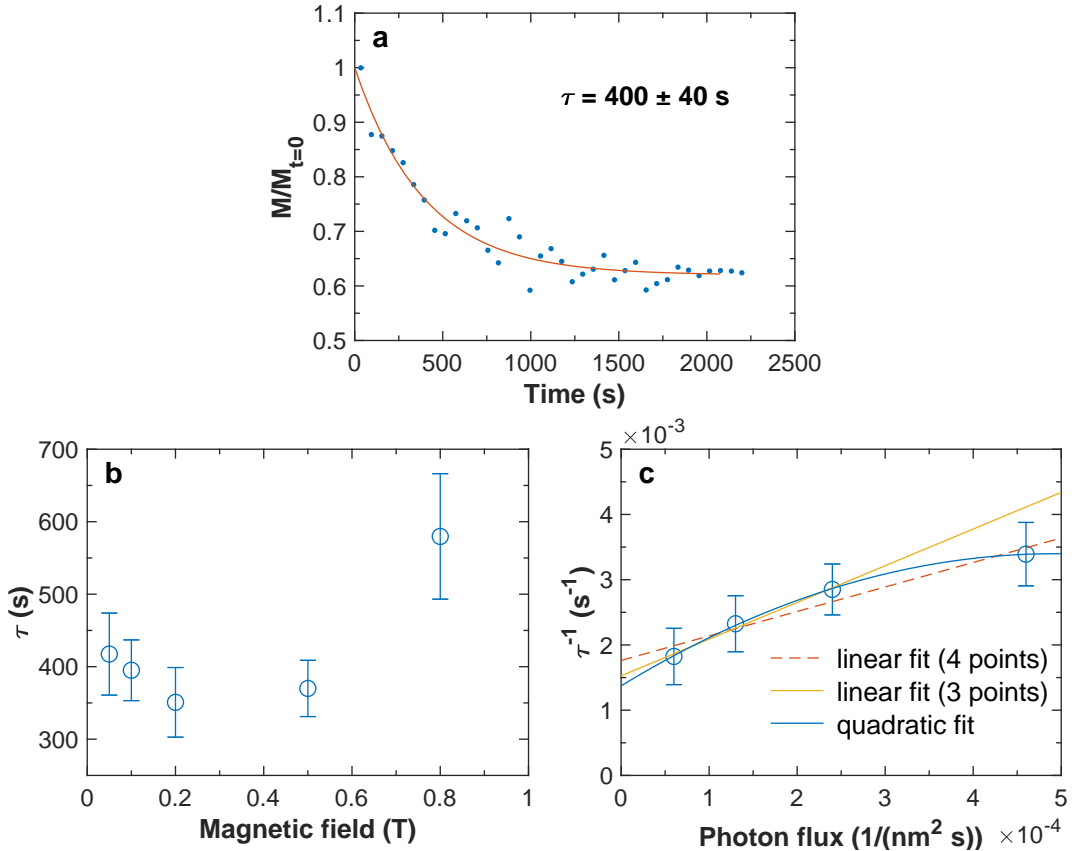 a
1.1
1
0.9
0.8
0.7
0.6
0.5
M/M_{t=0}
τ = 400 ± 40 s
0 500 1000 1500 2000 2500
Time (s)
b
700
600
500
400
300
τ (s)
0 0.2 0.4 0.6 0.8 1
Magnetic field (T)
×10⁻³
c
5
4
3
2
1
0
τ⁻¹ (s⁻¹)
linear fit (4 points)
linear fit (3 points)
quadratic fit
0 1 2 3 4 5
Photon flux (1/(nm² s)) ×10⁻⁴